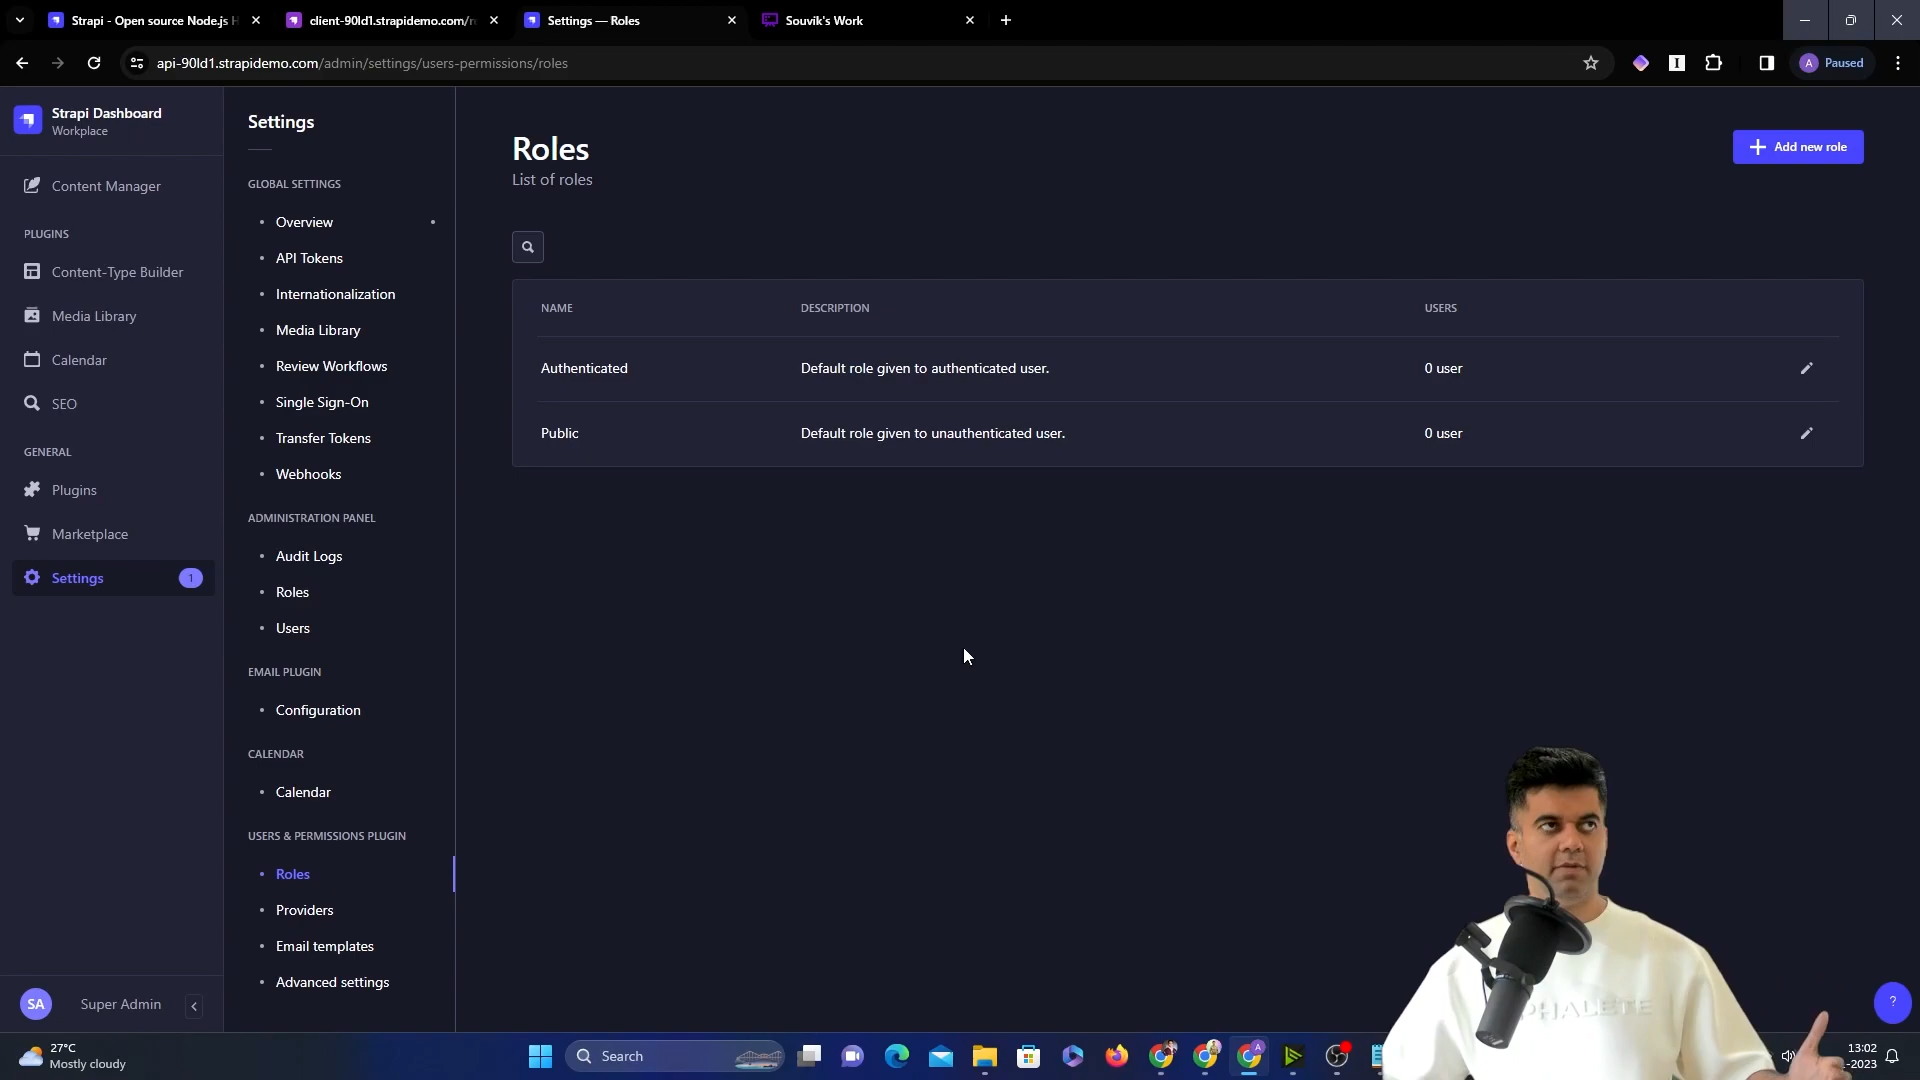 Strapi - Open source Node.js H
client-90ld1.strapidemo.com/r
Settings — Roles
Souvik's Work
api-90ld1.strapidemo.com/admin/settings/users-permissions/roles
A Paused
Strapi Dashboard
Workplace
Content Manager
PLUGINS
Content-Type Builder
Media Library
Calendar
SEO
GENERAL
Plugins
Marketplace
Settings 1
SA Super Admin
Settings
GLOBAL SETTINGS
Overview
API Tokens
Internationalization
Media Library
Review Workflows
Single Sign-On
Transfer Tokens
Webhooks
ADMINISTRATION PANEL
Audit Logs
Roles
Users
EMAIL PLUGIN
Configuration
CALENDAR
Calendar
USERS & PERMISSIONS PLUGIN
Roles
Providers
Email templates
Advanced settings
Roles
List of roles
Add new role
NAME DESCRIPTION USERS
Authenticated Default role given to authenticated user. 0 user
Public Default role given to unauthenticated user. 0 user
PHALETE
?
27°C
Mostly cloudy
Search
13:02
-2023